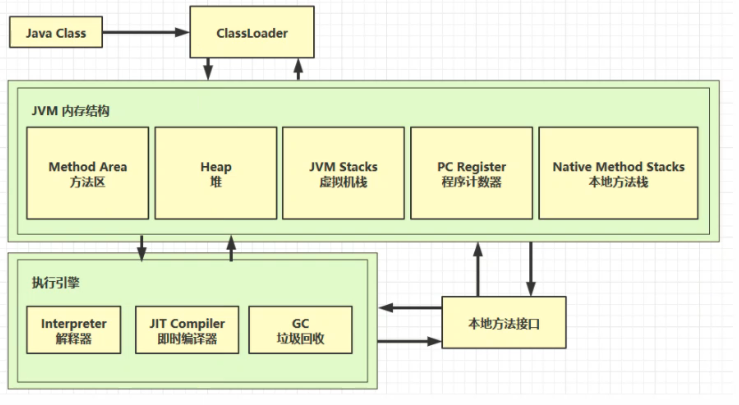 Java Class
ClassLoader
JVM 内存结构
Method Area
方法区
Heap
堆
JVM Stacks
虚拟机栈
PC Register
程序计数器
Native Method Stacks
本地方法栈
执行引擎
Interpreter
解释器
JIT Compiler
即时编译器
GC
垃圾回收
本地方法接口